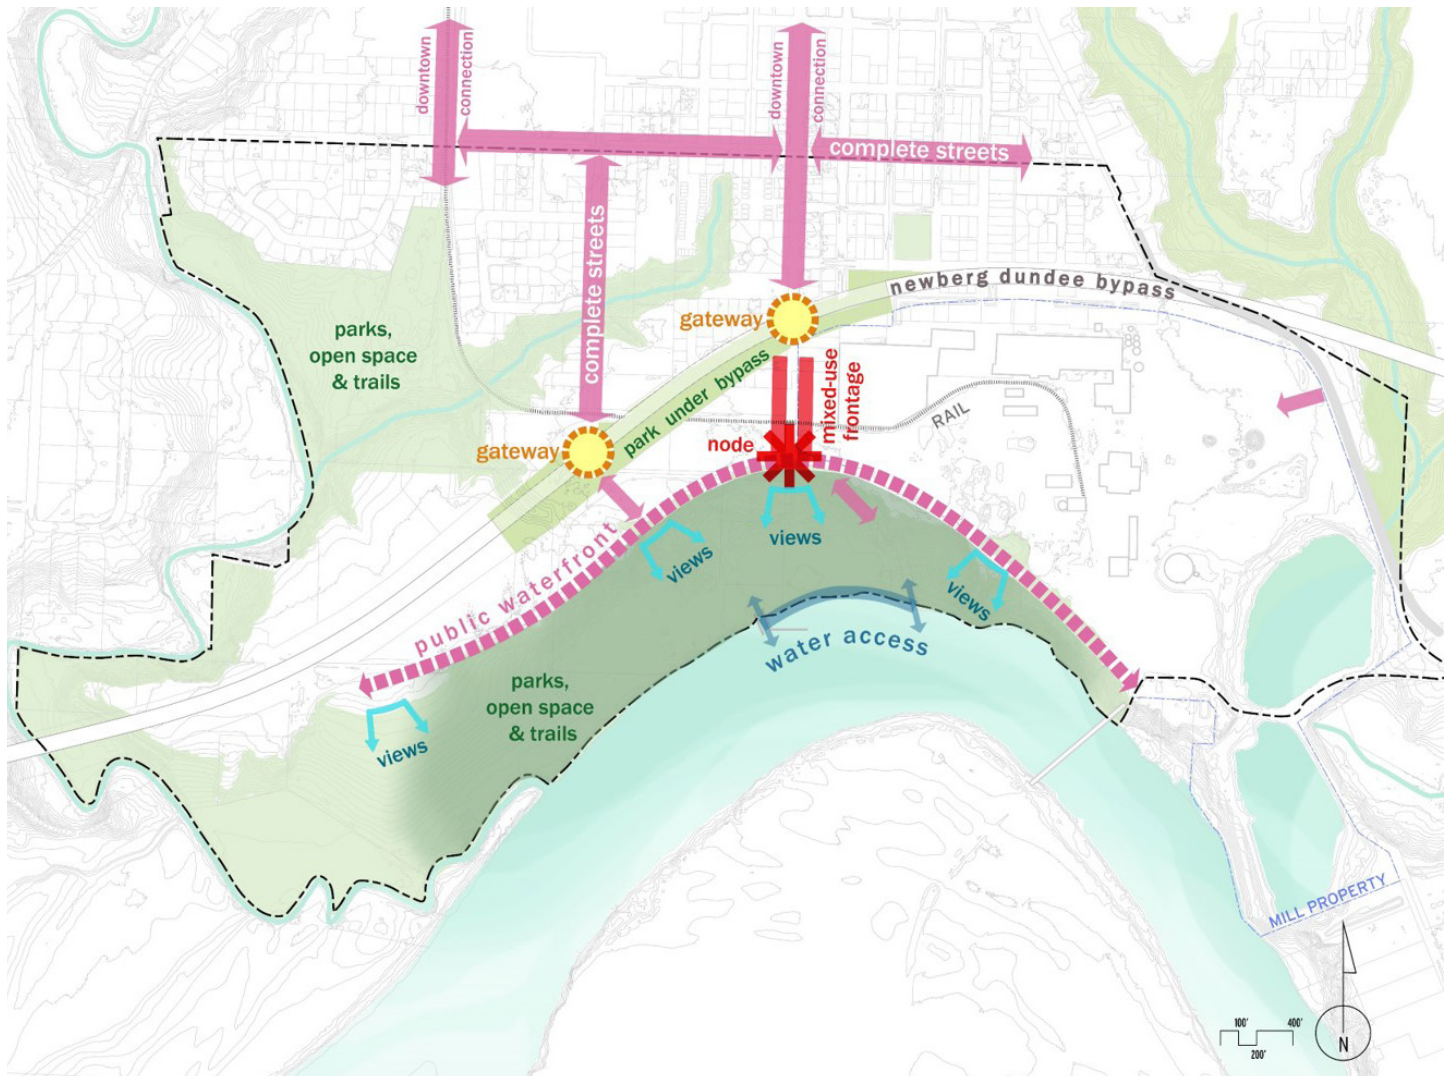 downtown
connection
downtown
connection
complete streets
complete streets
newberg dundee bypass
gateway
parks,
open space
& trails
park under bypass
mixed-use
frontage
RAIL
node
gateway
views
views
views
public waterfront
water access
parks,
open space
& trails
views
MILL PROPERTY
100'
400'
200'
N